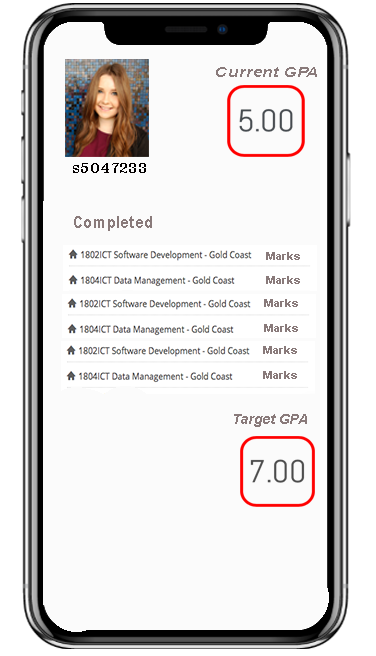 Current GPA
5.00
s5047233
Completed
1802ICT Software Development - Gold Coast Marks
1804ICT Data Management - Gold Coast Marks
1802ICT Software Development - Gold Coast Marks
1804ICT Data Management - Gold Coast Marks
1802ICT Software Development - Gold Coast Marks
1804ICT Data Management - Gold Coast Marks
Target GPA
7.00